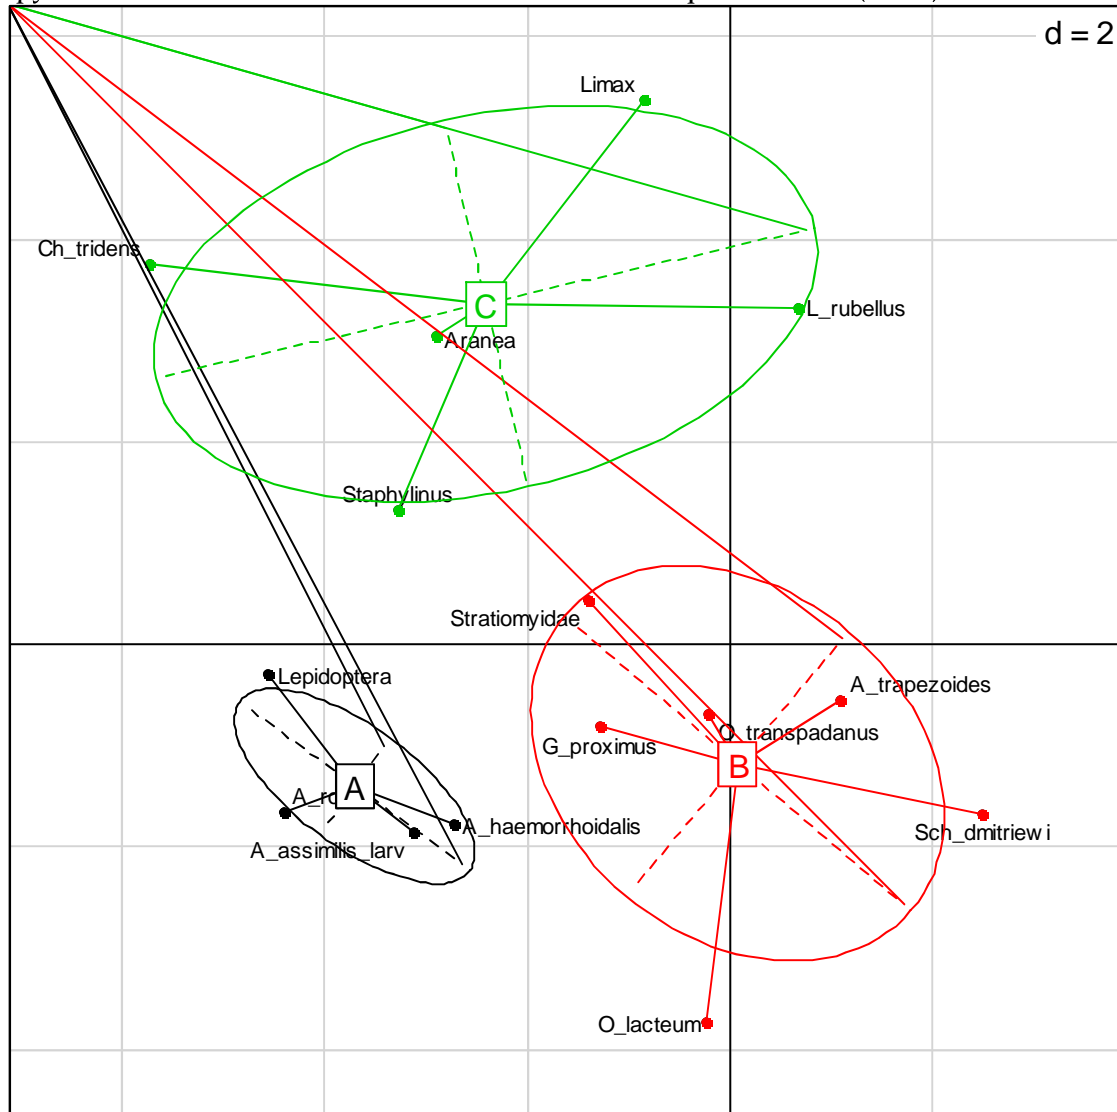 d = 2
Limax
Ch_tridens
C
L_rubellus
Aranea
Staphylinus
Stratiomyidae
Lepidoptera
A_trapezoides
O_transpadanus
G_proximus
B
A
A_haemorrhoidalis
Sch_dmitriewi
A_assimilis_larv
O_lacteum